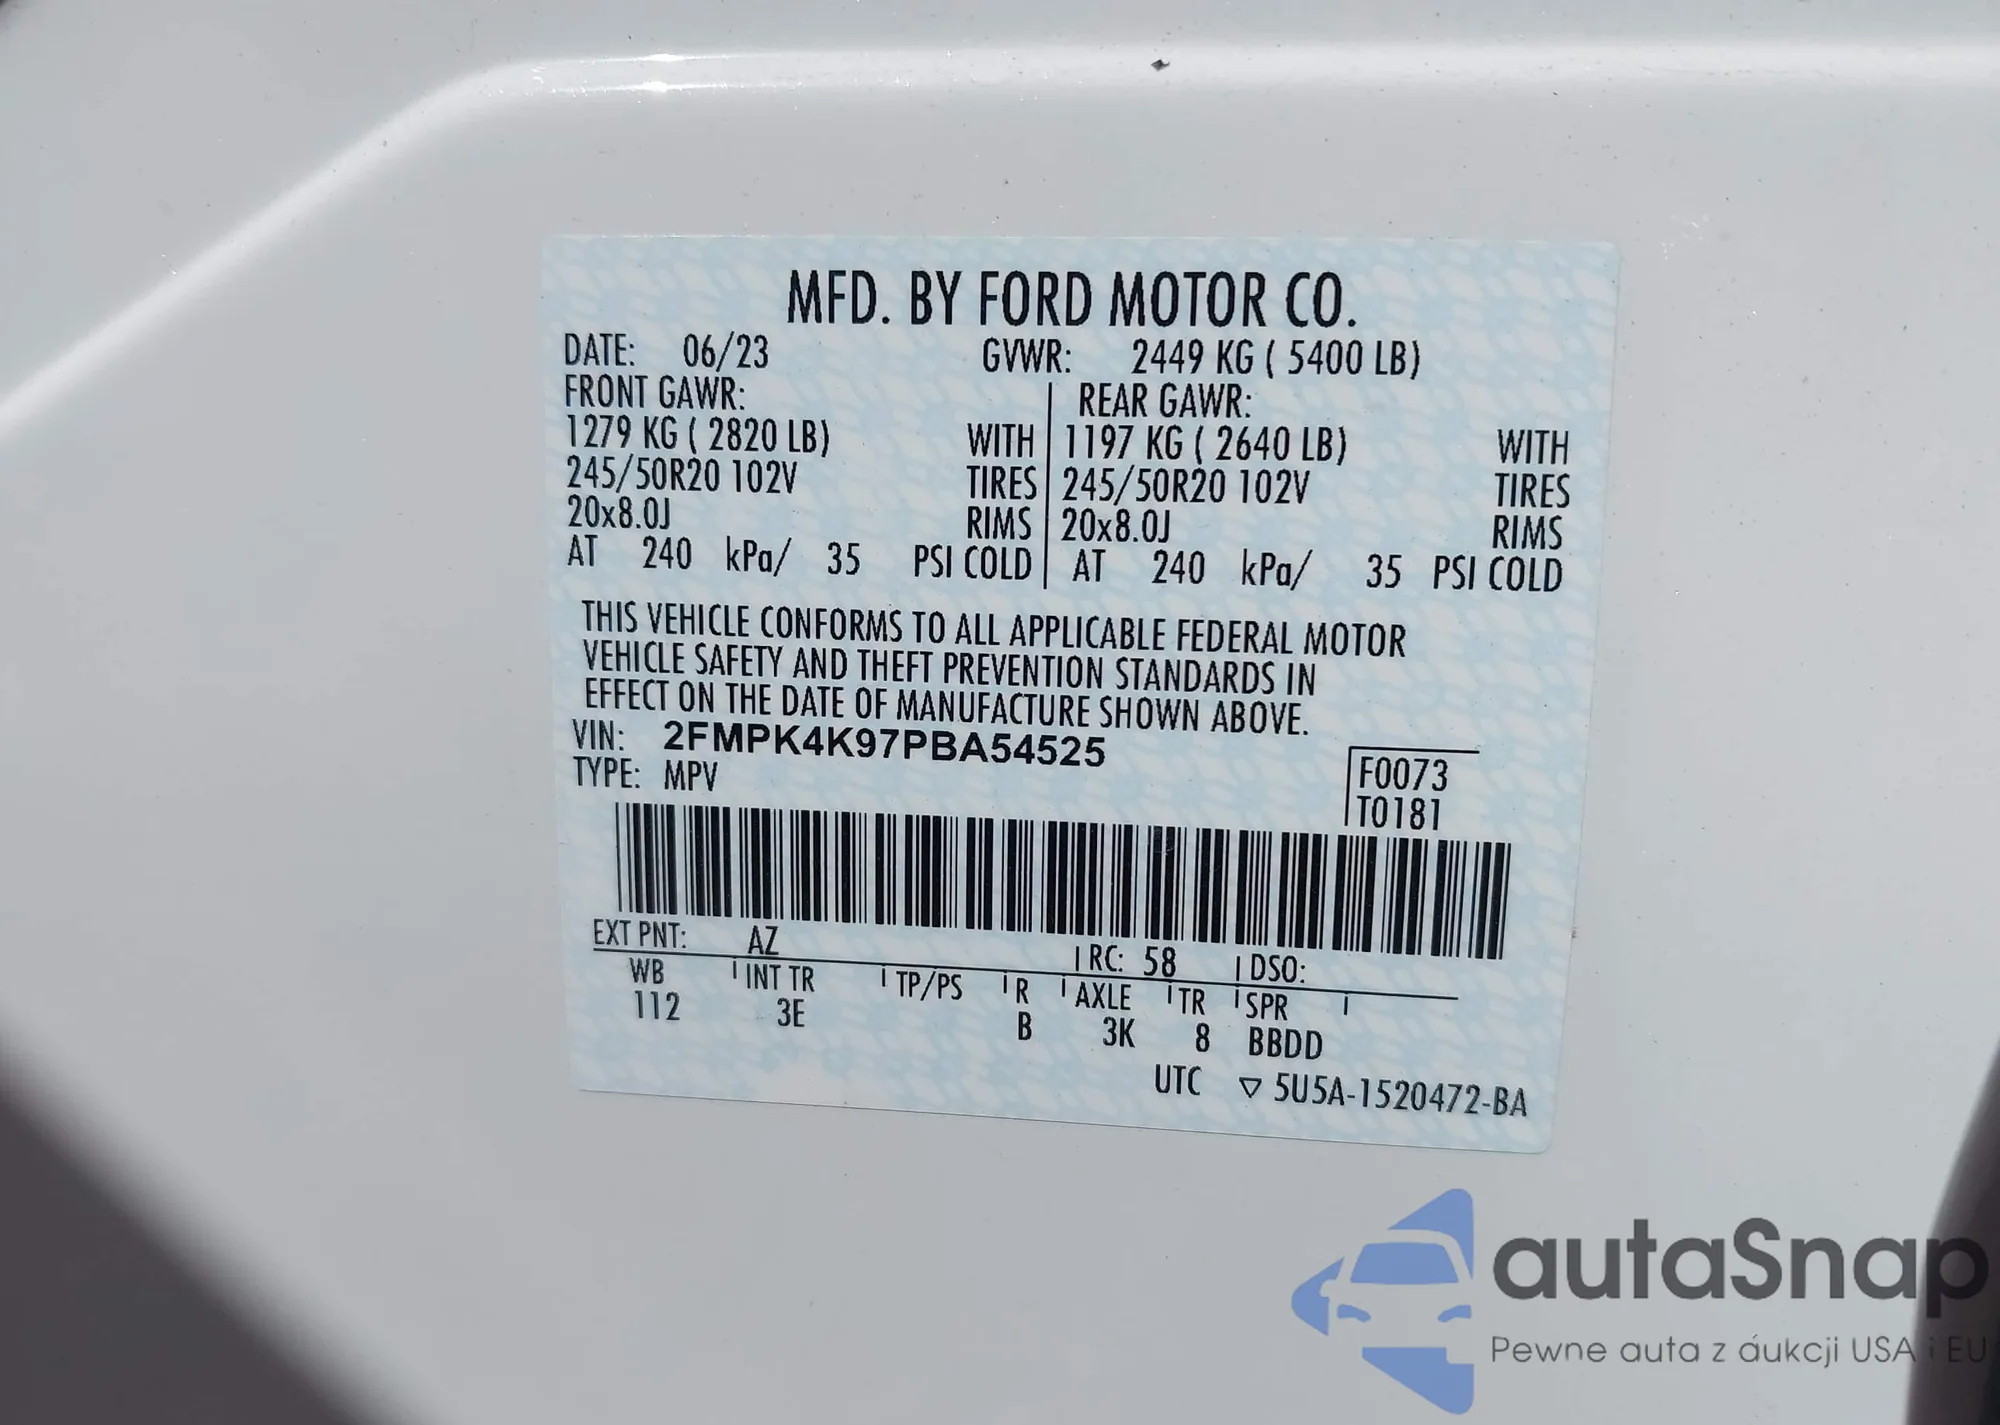 MFD. BY FORD MOTOR CO.
DATE: 06/23 GVWR: 2449 KG ( 5400 LB)
FRONT GAWR: REAR GAWR:
1279 KG ( 2820 LB) WITH 1197 KG ( 2640 LB) WITH
245/50R20 102V TIRES 245/50R20 102V TIRES
20x8.0J RIMS 20x8.0J RIMS
AT 240 kPa/ 35 PSI COLD AT 240 kPa/ 35 PSI COLD
THIS VEHICLE CONFORMS TO ALL APPLICABLE FEDERAL MOTOR
VEHICLE SAFETY AND THEFT PREVENTION STANDARDS IN
EFFECT ON THE DATE OF MANUFACTURE SHOWN ABOVE.
VIN: 2FMPK4K97PBA54525
TYPE: MPV
F0073
T0181
EXT PNT: AZ RC: 58 DSO:
WB INT TR TP/PS R AXLE TR SPR
112 3E B 3K 8 BBDD
UTC ▽ 5U5A-1520472-BA
autaSnap
Pewne auta z aukcji USA i EU